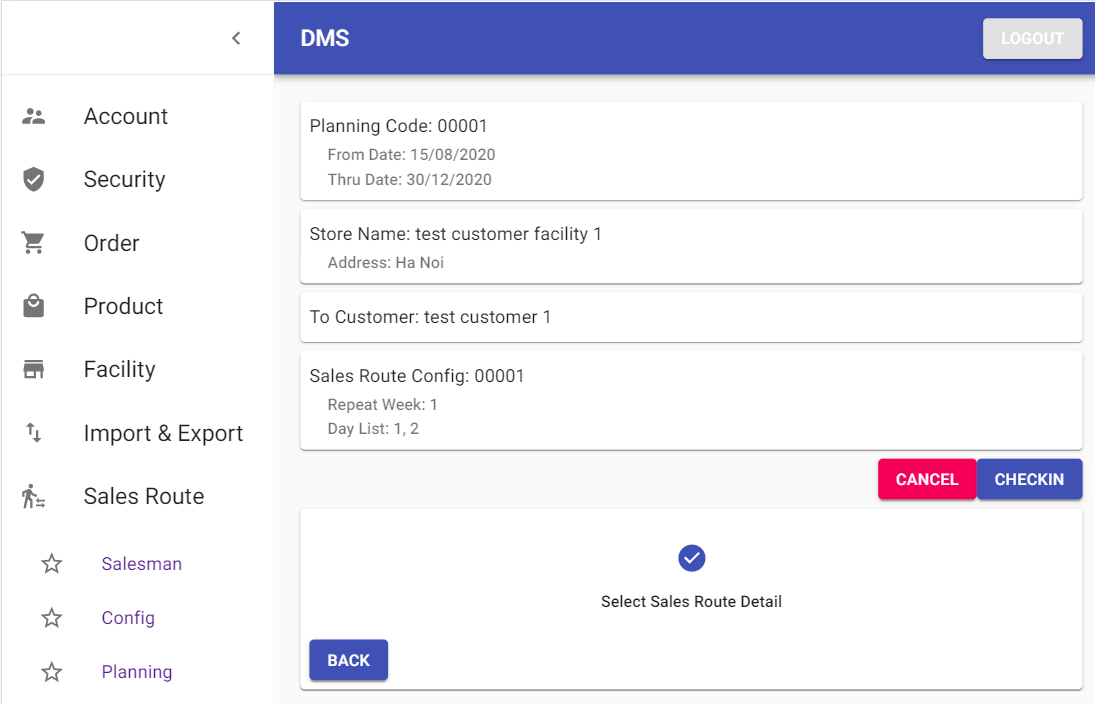 DMS
LOGOUT
Account
Security
Order
Product
Facility
Import & Export
Sales Route
Salesman
Config
Planning
Planning Code: 00001
From Date: 15/08/2020
Thru Date: 30/12/2020
Store Name: test customer facility 1
Address: Ha Noi
To Customer: test customer 1
Sales Route Config: 00001
Repeat Week: 1
Day List: 1, 2
CANCEL
CHECKIN
Select Sales Route Detail
BACK